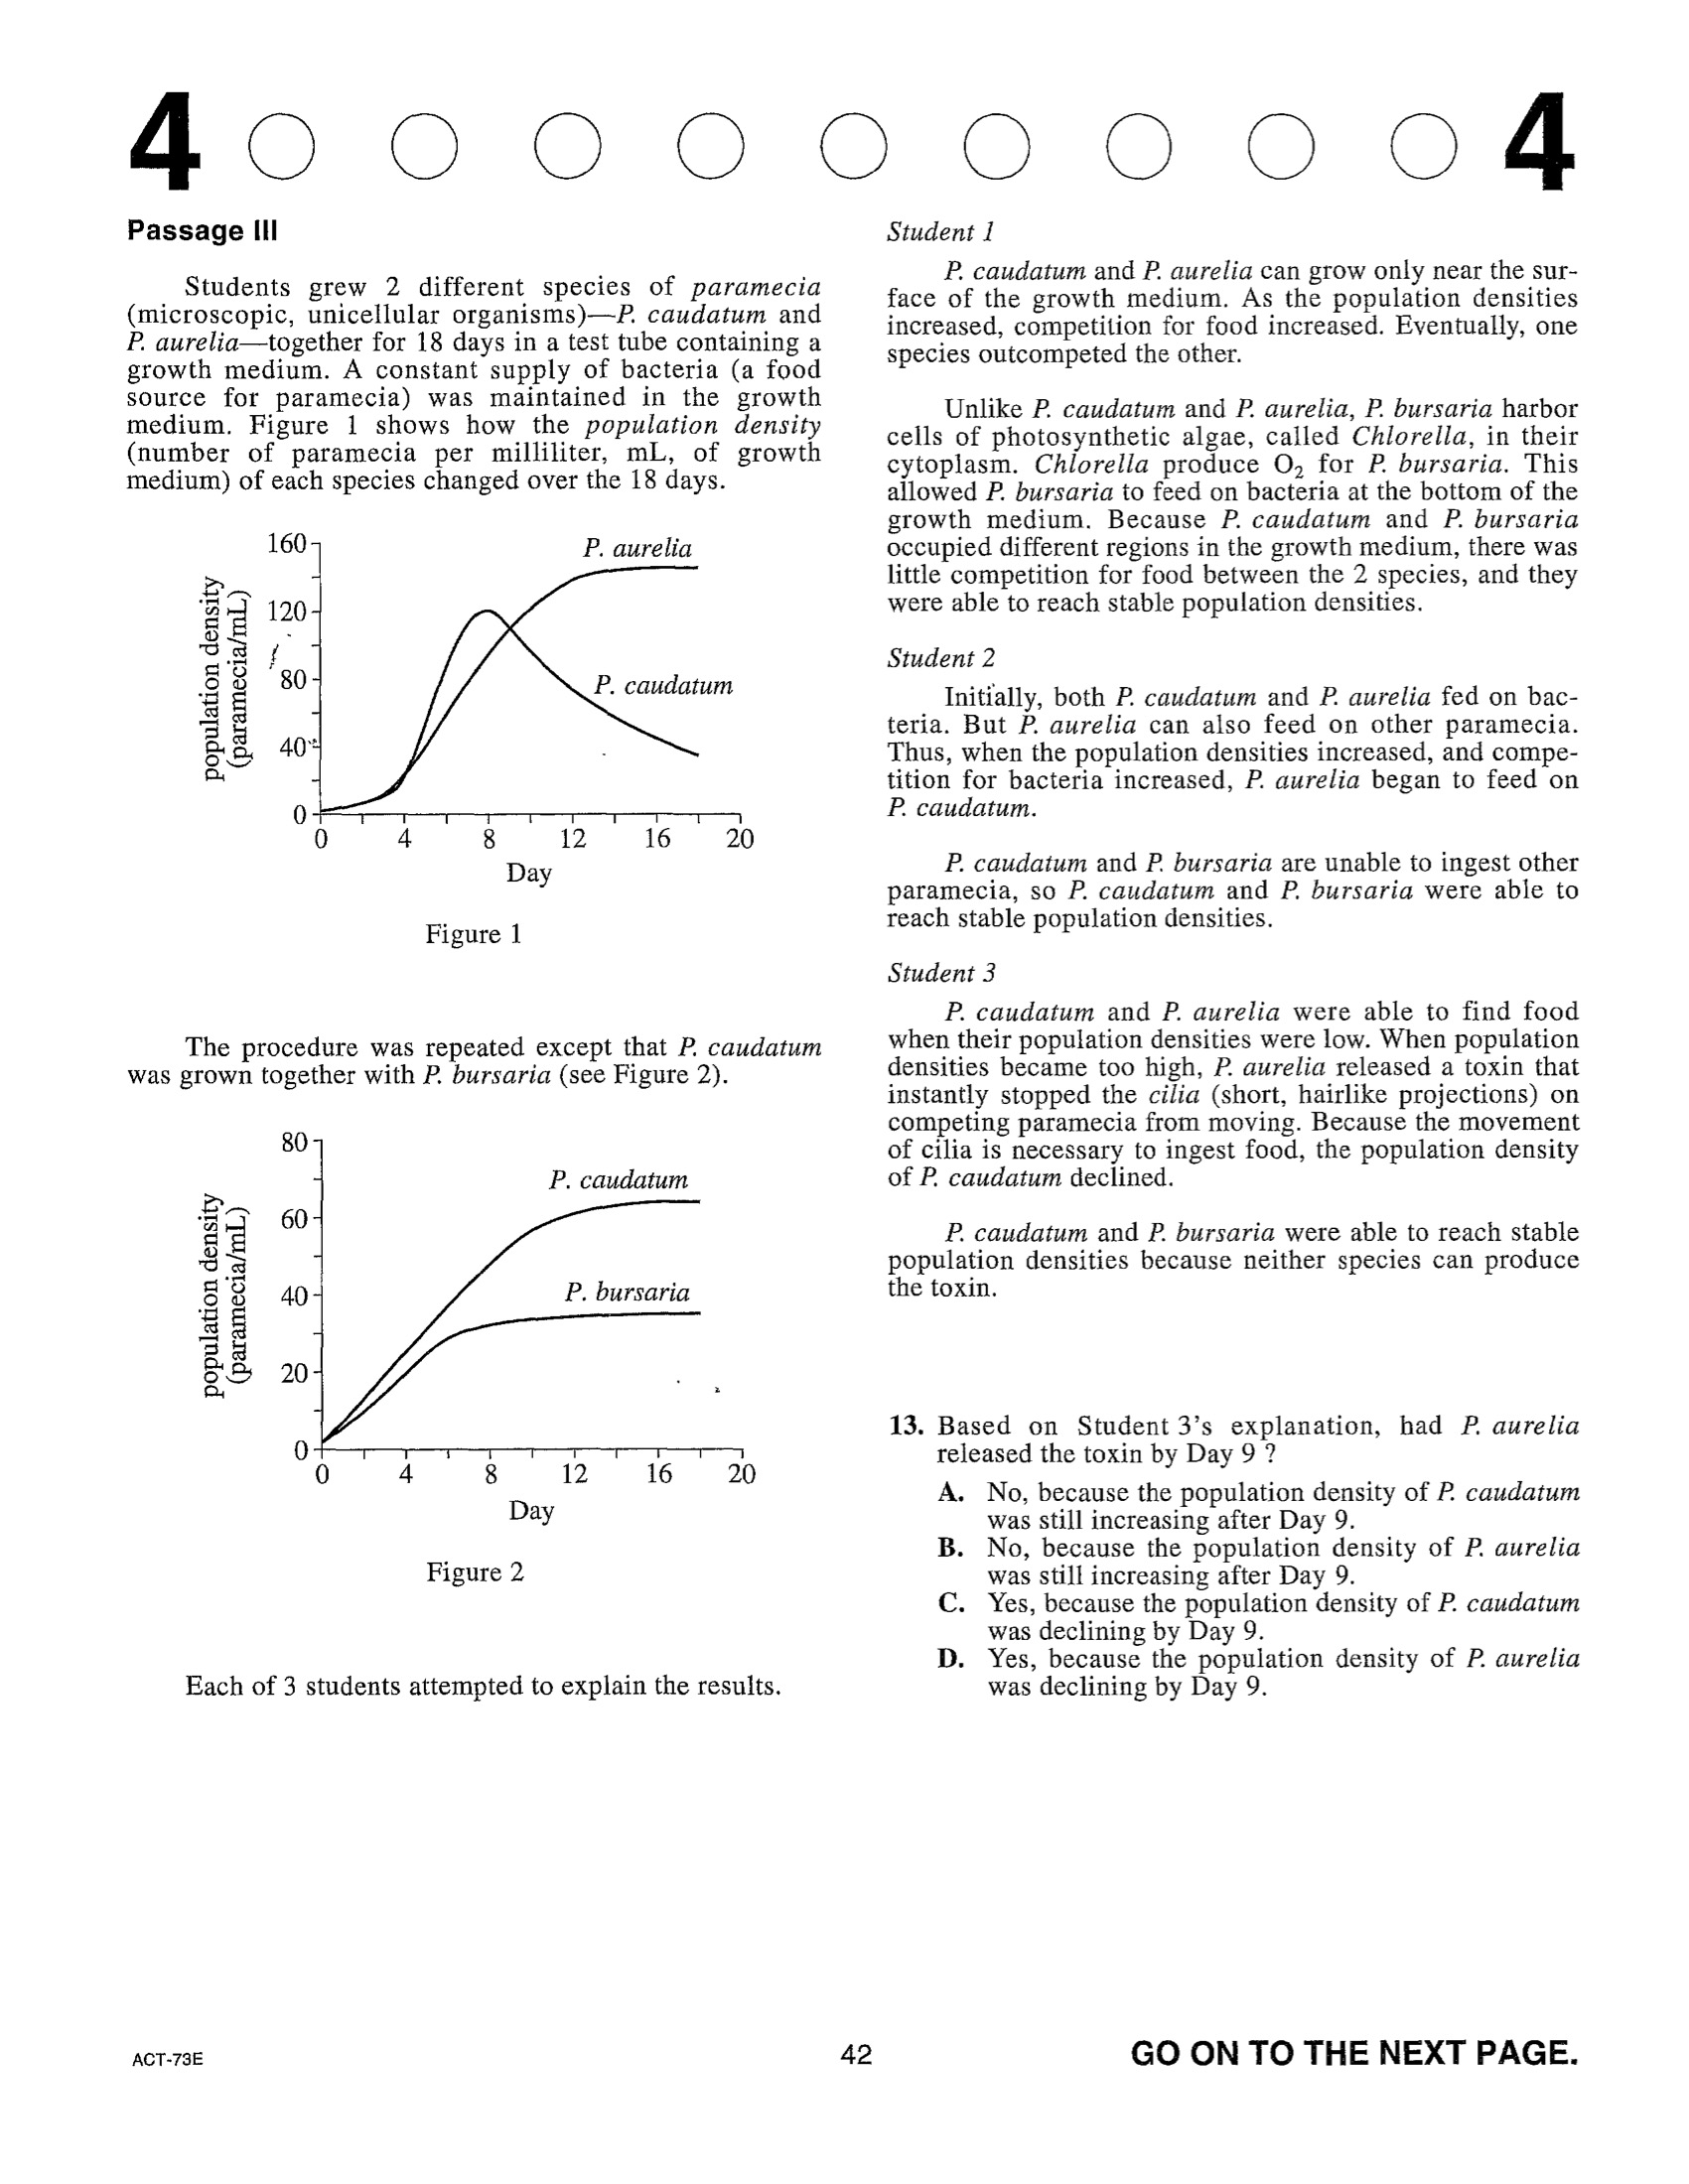 4 4
Passage III
Students grew 2 different species of paramecia
(microscopic, unicellular organisms)—P. caudatum and
P. aurelia—together for 18 days in a test tube containing a
growth medium. A constant supply of bacteria (a food
source for paramecia) was maintained in the growth
medium. Figure 1 shows how the population density
(number of paramecia per milliliter, mL, of growth
medium) of each species changed over the 18 days.
population density
(paramecia/mL)
160
120
80
40
0
P. aurelia
P. caudatum
0 4 8 12 16 20
Day
Figure 1
The procedure was repeated except that P. caudatum
was grown together with P. bursaria (see Figure 2).
population density
(paramecia/mL)
80
60
40
20
0
P. caudatum
P. bursaria
0 4 8 12 16 20
Day
Figure 2
Each of 3 students attempted to explain the results.
Student 1
P. caudatum and P. aurelia can grow only near the sur-
face of the growth medium. As the population densities
increased, competition for food increased. Eventually, one
species outcompeted the other.
Unlike P. caudatum and P. aurelia, P. bursaria harbor
cells of photosynthetic algae, called Chlorella, in their
cytoplasm. Chlorella produce O₂ for P. bursaria. This
allowed P. bursaria to feed on bacteria at the bottom of the
growth medium. Because P. caudatum and P. bursaria
occupied different regions in the growth medium, there was
little competition for food between the 2 species, and they
were able to reach stable population densities.
Student 2
Initially, both P. caudatum and P. aurelia fed on bac-
teria. But P. aurelia can also feed on other paramecia.
Thus, when the population densities increased, and compe-
tition for bacteria increased, P. aurelia began to feed on
P. caudatum.
P. caudatum and P. bursaria are unable to ingest other
paramecia, so P. caudatum and P. bursaria were able to
reach stable population densities.
Student 3
P. caudatum and P. aurelia were able to find food
when their population densities were low. When population
densities became too high, P. aurelia released a toxin that
instantly stopped the cilia (short, hairlike projections) on
competing paramecia from moving. Because the movement
of cilia is necessary to ingest food, the population density
of P. caudatum declined.
P. caudatum and P. bursaria were able to reach stable
population densities because neither species can produce
the toxin.
13. Based on Student 3's explanation, had P. aurelia
released the toxin by Day 9 ?
A. No, because the population density of P. caudatum
was still increasing after Day 9.
B. No, because the population density of P. aurelia
was still increasing after Day 9.
C. Yes, because the population density of P. caudatum
was declining by Day 9.
D. Yes, because the population density of P. aurelia
was declining by Day 9.
ACT-73E 42 GO ON TO THE NEXT PAGE.